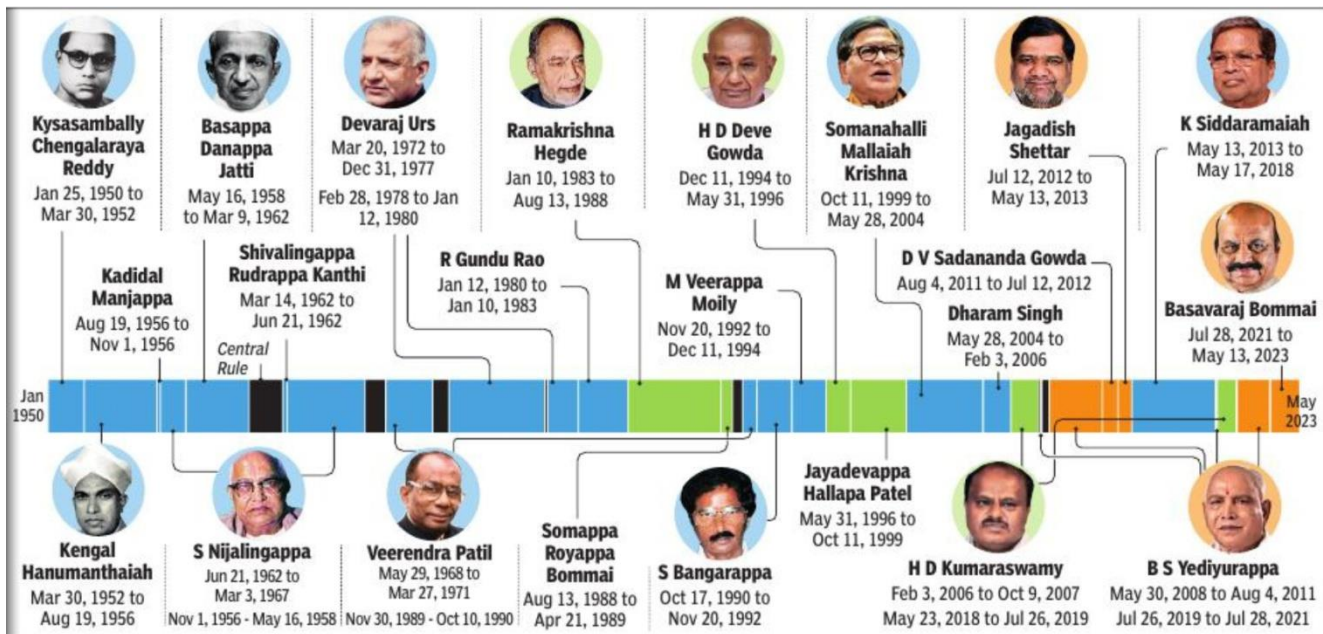 Kysasambally
Chengalaraya
Reddy
Jan 25, 1950 to
Mar 30, 1952
Basappa
Danappa
Jatti
May 16, 1958
to Mar 9, 1962
Devaraj Urs
Mar 20, 1972 to
Dec 31, 1977
Feb 28, 1978 to Jan
12, 1980
Ramakrishna
Hegde
Jan 10, 1983 to
Aug 13, 1988
H D Deve
Gowda
Dec 11, 1994 to
May 31, 1996
Somanahalli
Mallaiah
Krishna
Oct 11, 1999 to
May 28, 2004
Jagadish
Shettar
Jul 12, 2012 to
May 13, 2013
K Siddaramaiah
May 13, 2013 to
May 17, 2018
Kadidal
Manjappa
Aug 19, 1956 to
Nov 1, 1956
Shivalingappa
Rudrappa Kanthi
Mar 14, 1962 to
Jun 21, 1962
Central
Rule
R Gundu Rao
Jan 12, 1980 to
Jan 10, 1983
M Veerappa
Moily
Nov 20, 1992 to
Dec 11, 1994
D V Sadananda Gowda
Aug 4, 2011 to Jul 12, 2012
Dharam Singh
May 28, 2004 to
Feb 3, 2006
Basavaraj Bommai
Jul 28, 2021 to
May 13, 2023
Jan
1950
May
2023
Kengal
Hanumanthaiah
Mar 30, 1952 to
Aug 19, 1956
S Nijalingappa
Jun 21, 1962 to
Mar 3, 1967
Nov 1, 1956 - May 16, 1958
Veerendra Patil
May 29, 1968 to
Mar 27, 1971
Nov 30, 1989 - Oct 10, 1990
Somappa
Royappa
Bommai
Aug 13, 1988 to
Apr 21, 1989
S Bangarappa
Oct 17, 1990 to
Nov 20, 1992
Jayadevappa
Hallapa Patel
May 31, 1996 to
Oct 11, 1999
H D Kumaraswamy
Feb 3, 2006 to Oct 9, 2007
May 23, 2018 to Jul 26, 2019
B S Yediyurappa
May 30, 2008 to Aug 4, 2011
Jul 26, 2019 to Jul 28, 2021